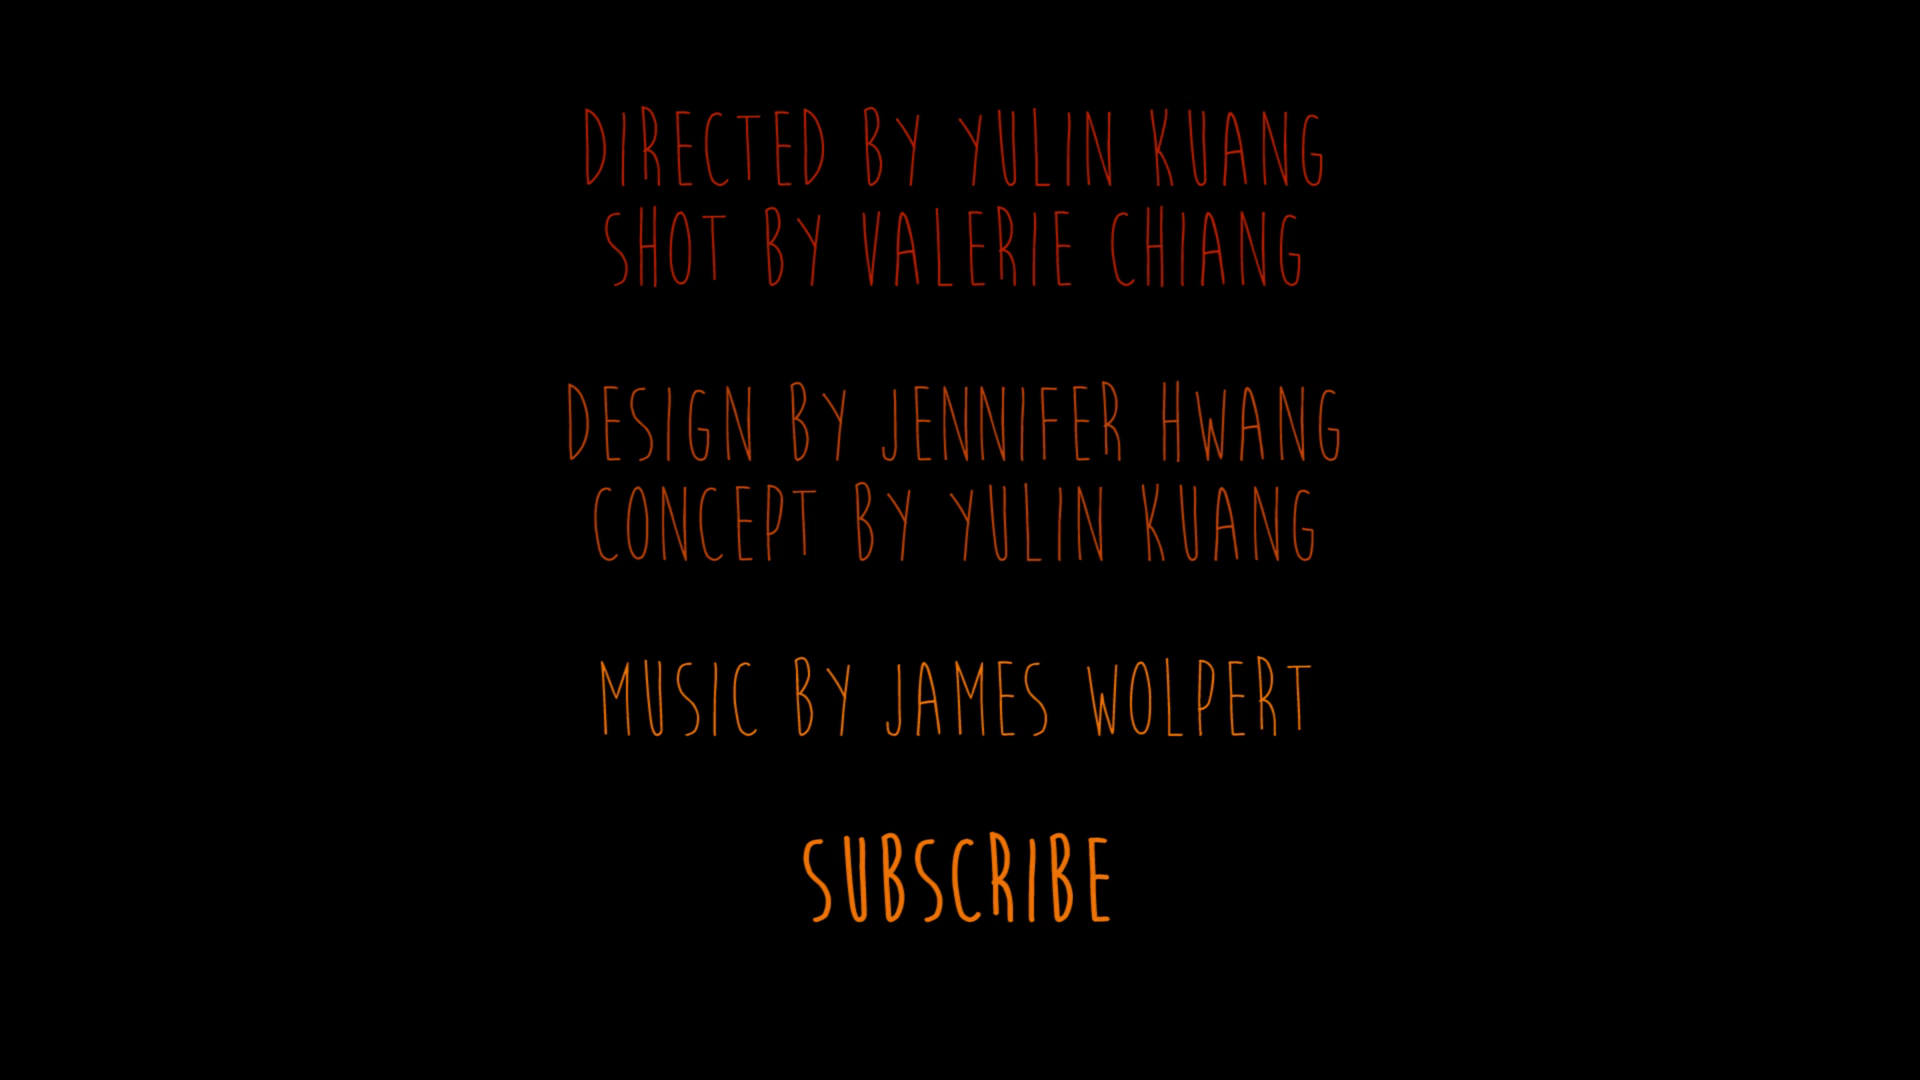 DIRECTED BY YULIN KUANG
SHOT BY VALERIE CHIANG
DESIGN BY JENNIFER HWANG
CONCEPT BY YULIN KUANG
MUSIC BY JAMES WOLPERT
SUBSCRIBE